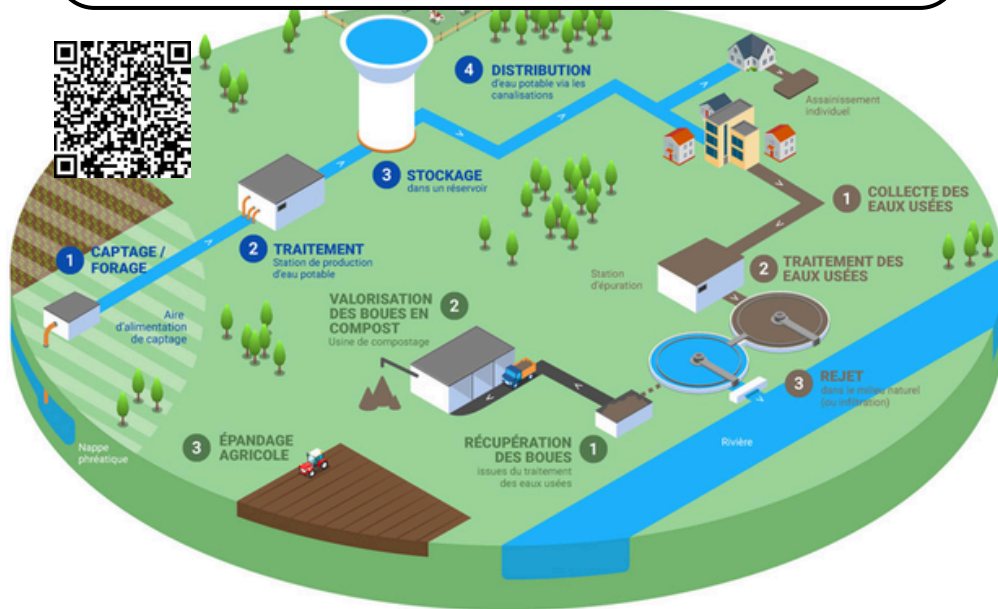 4 DISTRIBUTION
d'eau potable via les
canalisations
Assainissement
individuel
3 STOCKAGE
dans un réservoir
1 COLLECTE DES
EAUX USÉES
1 CAPTAGE /
FORAGE
2 TRAITEMENT
Station de production
d'eau potable
Station
d'épuration
2 TRAITEMENT DES
EAUX USÉES
Aire
d'alimentation
de captage
VALORISATION
DES BOUES EN
COMPOST
Usine de compostage
2
3 REJET
dans le milieu naturel
(ou infiltration)
Nappe
phréatique
3 ÉPANDAGE
AGRICOLE
RÉCUPÉRATION
DES BOUES
issues du traitement
des eaux usées
1
Rivière